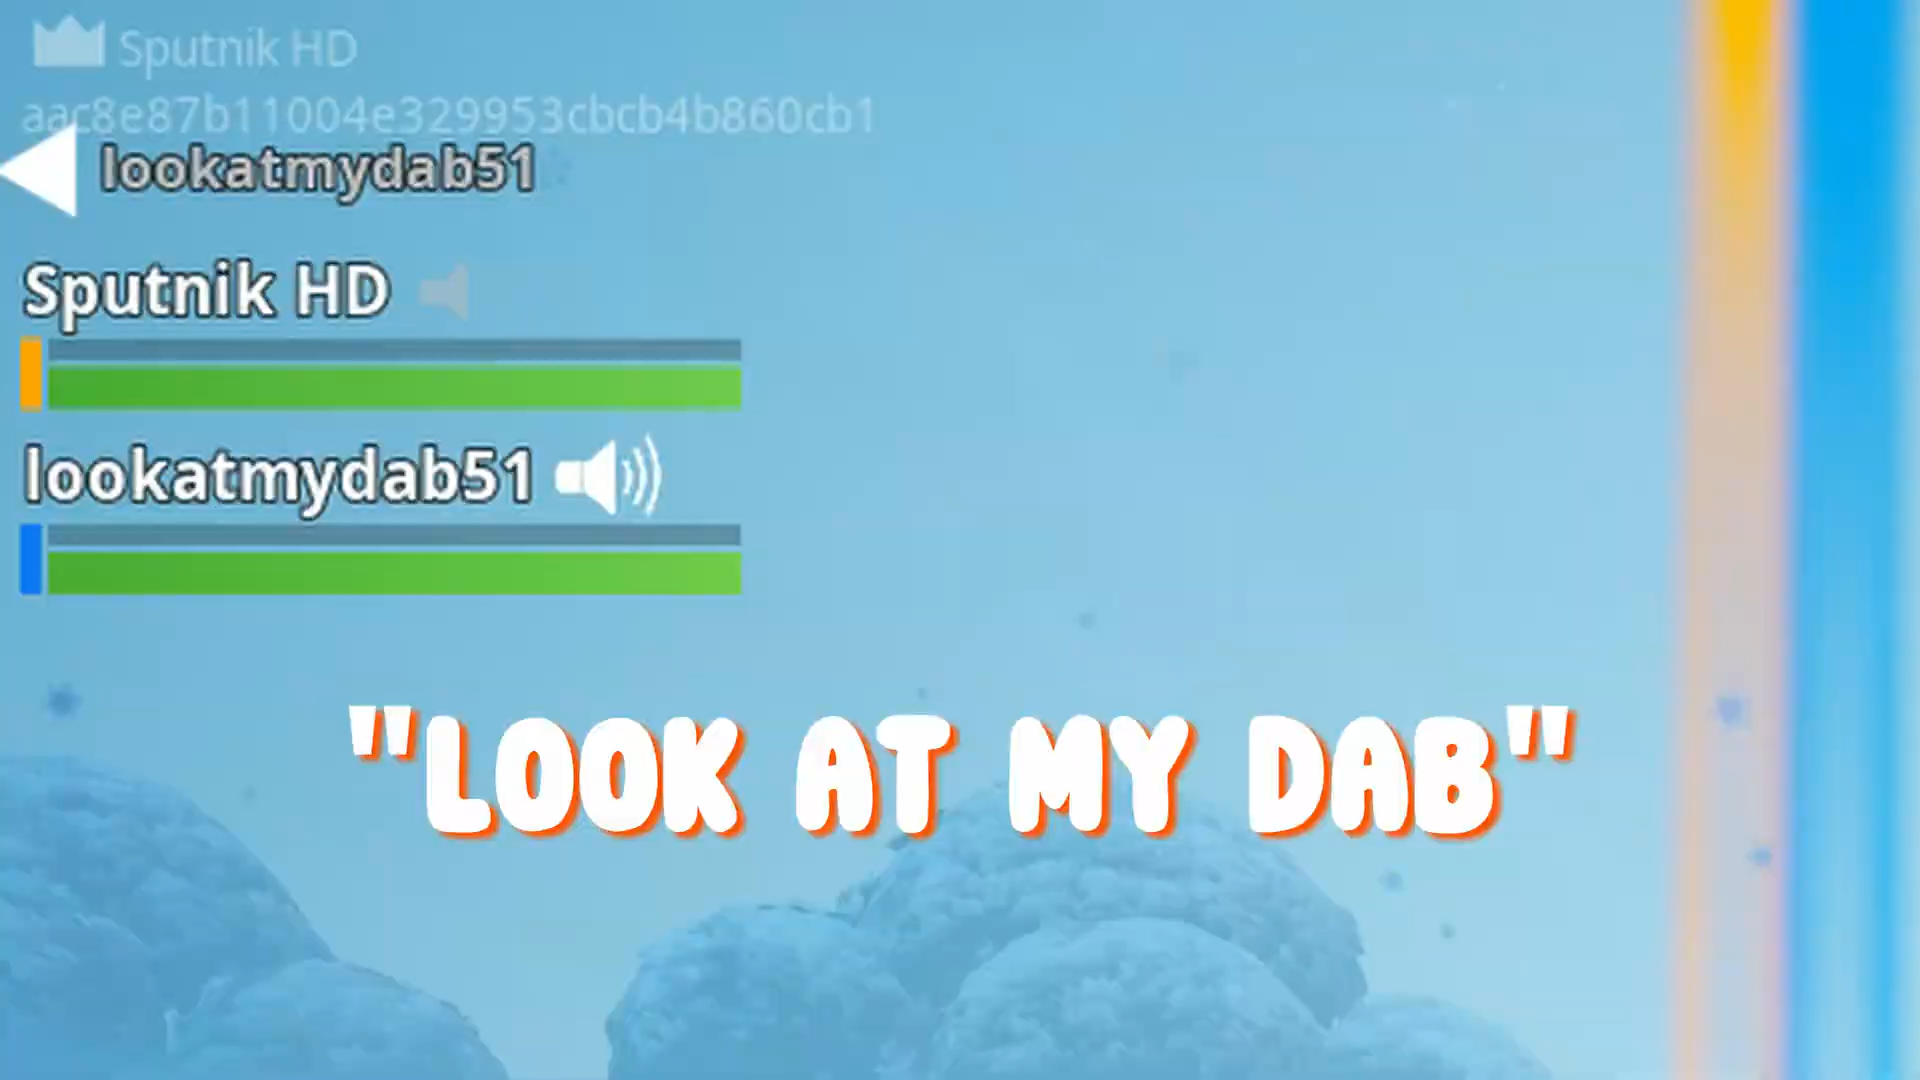 Sputnik HD
aac8e87b11004e329953cbcb4b860cb1
lookatmydab51
Sputnik HD
lookatmydab51
"LOOK AT MY DAB"